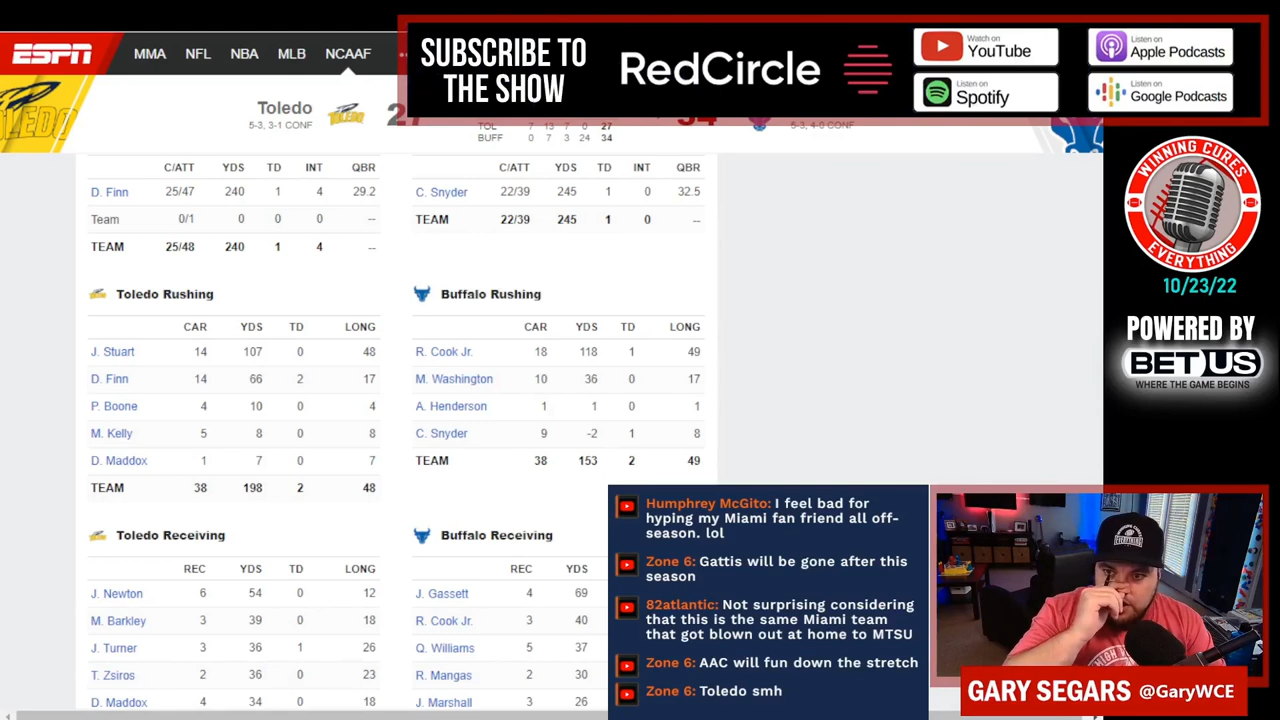 ESPN MMA NFL NBA MLB NCAAF
SUBSCRIBE TO
THE SHOW
RedCircle
Watch on
YouTube
Listen on
Apple Podcasts
Listen on
Spotify
Listen on
Google Podcasts
TOLEDO
Toledo
5-3, 3-1 CONF
TOL 7 13 7 0 27
BUFF 0 7 3 24 34
5-3, 4-0 CONF
C/ATT YDS TD INT QBR
D. Finn 25/47 240 1 4 29.2
Team 0/1 0 0 0 --
TEAM 25/48 240 1 4 --
C/ATT YDS TD INT QBR
C. Snyder 22/39 245 1 0 32.5
TEAM 22/39 245 1 0 --
Toledo Rushing
CAR YDS TD LONG
J. Stuart 14 107 0 48
D. Finn 14 66 2 17
P. Boone 4 10 0 4
M. Kelly 5 8 0 8
D. Maddox 1 7 0 7
TEAM 38 198 2 48
Buffalo Rushing
CAR YDS TD LONG
R. Cook Jr. 18 118 1 49
M. Washington 10 36 0 17
A. Henderson 1 1 0 1
C. Snyder 9 -2 1 8
TEAM 38 153 2 49
Toledo Receiving
REC YDS TD LONG
J. Newton 6 54 0 12
M. Barkley 3 39 0 18
J. Turner 3 36 1 26
T. Zsiros 2 36 0 23
D. Maddox 4 34 0 18
Buffalo Receiving
REC YDS
J. Gassett 4 69
R. Cook Jr. 3 40
Q. Williams 5 37
R. Mangas 2 30
J. Marshall 3 26
Humphrey McGito: I feel bad for
hyping my Miami fan friend all off-
season. lol
Zone 6: Gattis will be gone after this
season
82atlantic: Not surprising considering
that this is the same Miami team
that got blown out at home to MTSU
Zone 6: AAC will fun down the stretch
Zone 6: Toledo smh
WINNING CURES
EVERYTHING
10/23/22
POWERED BY
BETUS
WHERE THE GAME BEGINS
GARY SEGARS @GaryWCE